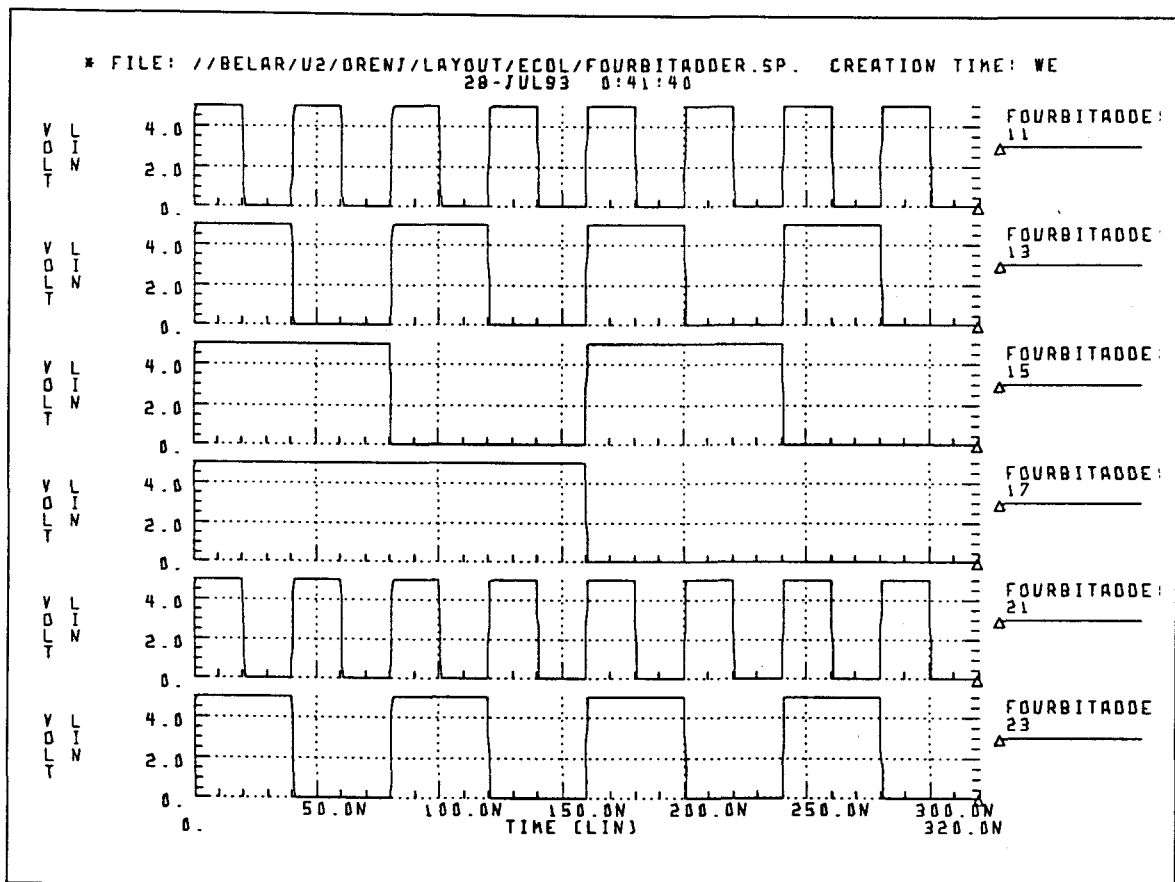 * FILE: //BELAR/U2/ORENJ/LAYOUT/ECOL/FOURBITADDER.SP. CREATION TIME: WE
28-JUL93 0:41:40
VOLT LIN
4.0
2.0
0.
FOURBITADDE:
11
VOLT LIN
4.0
2.0
0.
FOURBITADDE
13
VOLT LIN
4.0
2.0
0.
FOURBITADDE:
15
VOLT LIN
4.0
2.0
0.
FOURBITADDE:
17
VOLT LIN
4.0
2.0
0.
FOURBITADDE:
21
VOLT LIN
4.0
2.0
0.
FOURBITADDE
23
0. 50.0N 100.0N 150.0N 200.0N 250.0N 300.0N
320.0N
TIME [LIN]